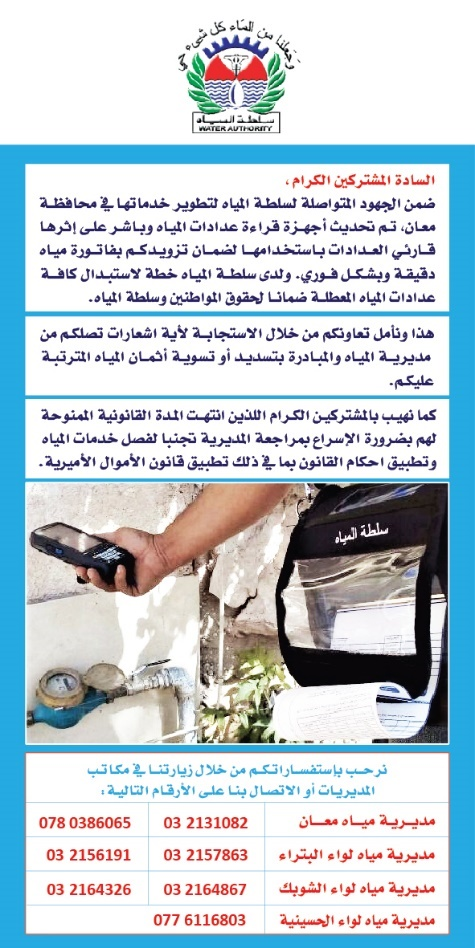 وجعلنا من الماء كل شيء حي
سلطة المياه
WATER AUTHORITY
السادة المشتركين الكرام ،
ضمن الجهود المتواصلة لسلطة المياه لتطوير خدماتها في محافظة
معان، تم تحديث أجهزة قراءة عدادات المياه وباشر على إثرها
قارئي العدادات باستخدامها لضمان تزويدكم بفاتورة مياه
دقيقة وبشكل فوري. ولدى سلطة المياه خطة لاستبدال كافة
عدادات المياه المعطلة ضمانا لحقوق المواطنين وسلطة المياه.
هذا ونأمل تعاونكم من خلال الاستجابة لأية اشعارات تصلكم من
مديرية المياه والمبادرة بتسديد أو تسوية أثمان المياه المترتبة
عليكم.
كما نهيب بالمشتركين الكرام اللذين انتهت المدة القانونية الممنوحة
لهم بضرورة الإسراع بمراجعة المديرية تجنبا لفصل خدمات المياه
وتطبيق احكام القانون بما في ذلك تطبيق قانون الأموال الأميرية.
سلطة المياه
نرحب بإستفساراتكم من خلال زيارتنا في مكاتب
المديريات أو الاتصال بنا على الأرقام التالية :
مديرية مياه معان 03 2131082 078 0386065
مديرية مياه لواء البتراء 03 2157863 03 2156191
مديرية مياه لواء الشوبك 03 2164867 03 2164326
مديرية مياه لواء الحسينية 077 6116803